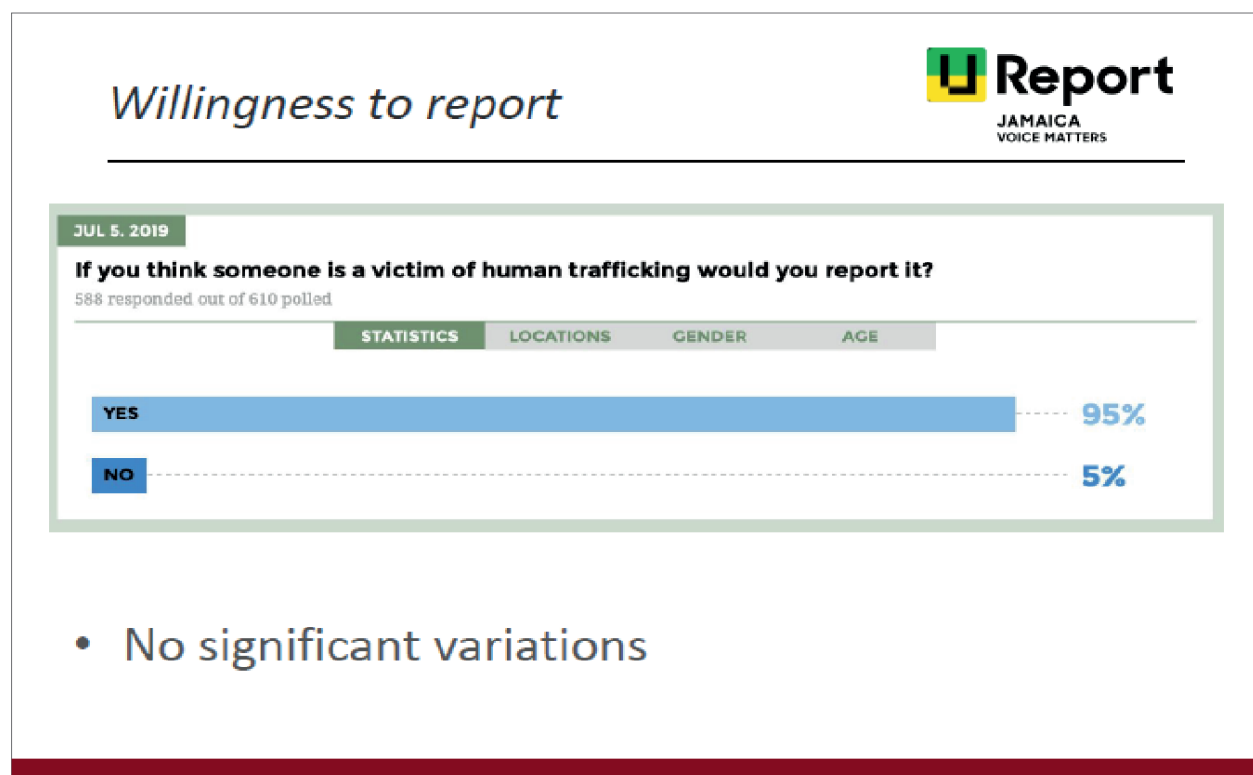 Willingness to report
U Report
JAMAICA
VOICE MATTERS
JUL 5. 2019
If you think someone is a victim of human trafficking would you report it?
588 responded out of 610 polled
STATISTICS LOCATIONS GENDER AGE
YES 95%
NO 5%
• No significant variations